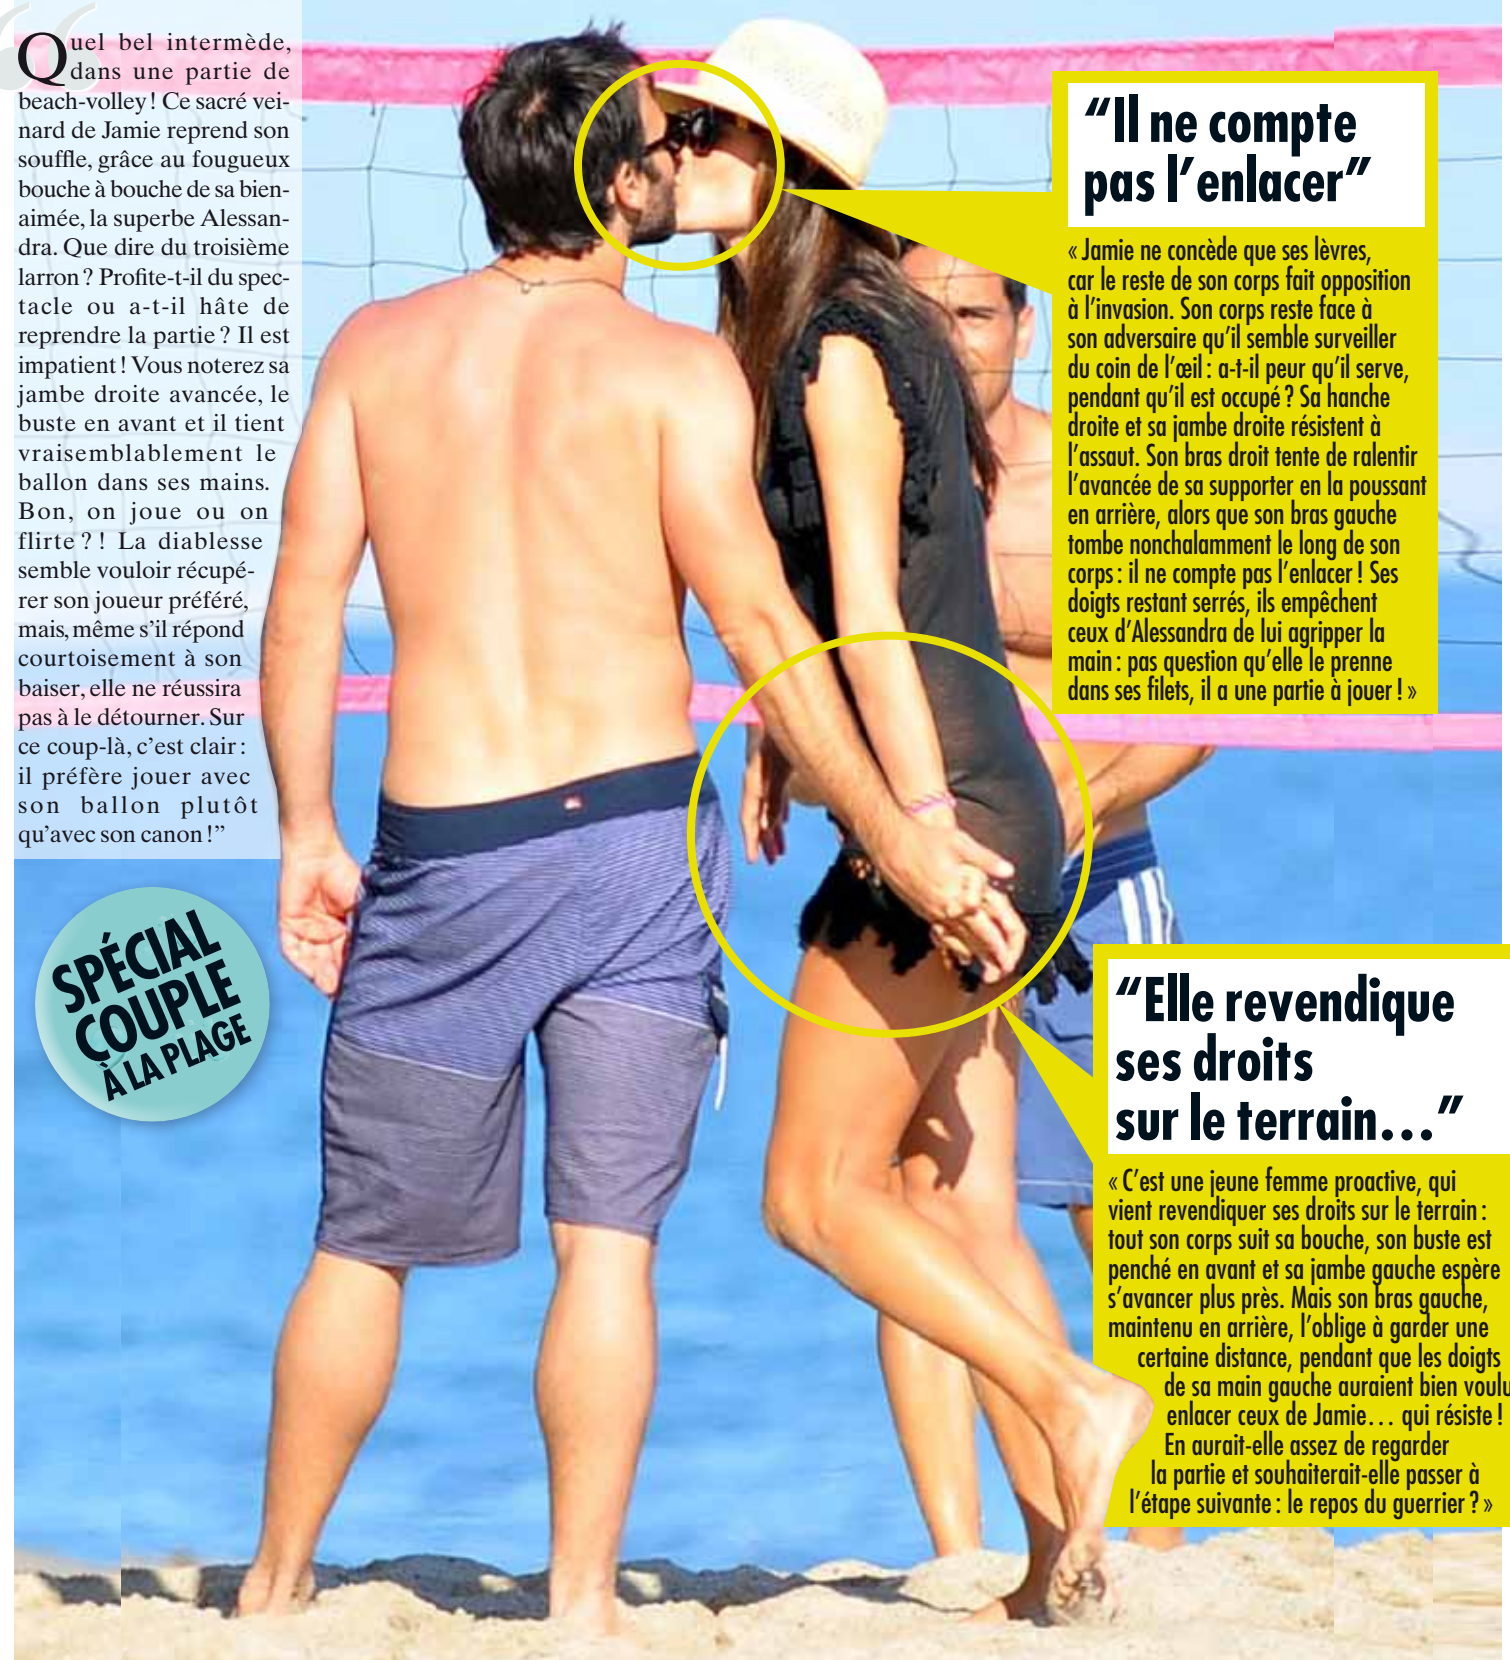 Quel bel intermède,
dans une partie de
beach-volley ! Ce sacré vei-
nard de Jamie reprend son
souffle, grâce au fougueux
bouche à bouche de sa bien-
aimée, la superbe Alessan-
dra. Que dire du troisième
larron ? Profite-t-il du spec-
tacle ou a-t-il hâte de
reprendre la partie ? Il est
impatient ! Vous noterez sa
jambe droite avancée, le
buste en avant et il tient
vraisemblablement le
ballon dans ses mains.
Bon, on joue ou on
flirte ? ! La diablesse
semble vouloir récupé-
rer son joueur préféré,
mais, même s’il répond
courtoisement à son
baiser, elle ne réussira
pas à le détourner. Sur
ce coup-là, c’est clair :
il préfère jouer avec
son ballon plutôt
qu’avec son canon !”
SPÉCIAL
COUPLE
À LA PLAGE
“Il ne compte
pas l’enlacer”
« Jamie ne concède que ses lèvres,
car le reste de son corps fait opposition
à l’invasion. Son corps reste face à
son adversaire qu’il semble surveiller
du coin de l’œil : a-t-il peur qu’il serve,
pendant qu’il est occupé ? Sa hanche
droite et sa jambe droite résistent à
l’assaut. Son bras droit tente de ralentir
l’avancée de sa supporter en la poussant
en arrière, alors que son bras gauche
tombe nonchalamment le long de son
corps : il ne compte pas l’enlacer ! Ses
doigts restant serrés, ils empêchent
ceux d’Alessandra de lui agripper la
main : pas question qu’elle le prenne
dans ses filets, il a une partie à jouer ! »
“Elle revendique
ses droits
sur le terrain…”
« C’est une jeune femme proactive, qui
vient revendiquer ses droits sur le terrain :
tout son corps suit sa bouche, son buste est
penché en avant et sa jambe gauche espère
s’avancer plus près. Mais son bras gauche,
maintenu en arrière, l’oblige à garder une
certaine distance, pendant que les doigts
de sa main gauche auraient bien voulu
enlacer ceux de Jamie… qui résiste !
En aurait-elle assez de regarder
la partie et souhaiterait-elle passer à
l’étape suivante : le repos du guerrier ? »